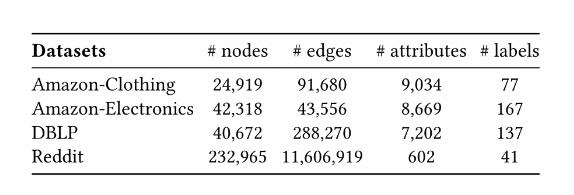 Datasets # nodes # edges # attributes # labels
Amazon-Clothing 24,919 91,680 9,034 77
Amazon-Electronics 42,318 43,556 8,669 167
DBLP 40,672 288,270 7,202 137
Reddit 232,965 11,606,919 602 41